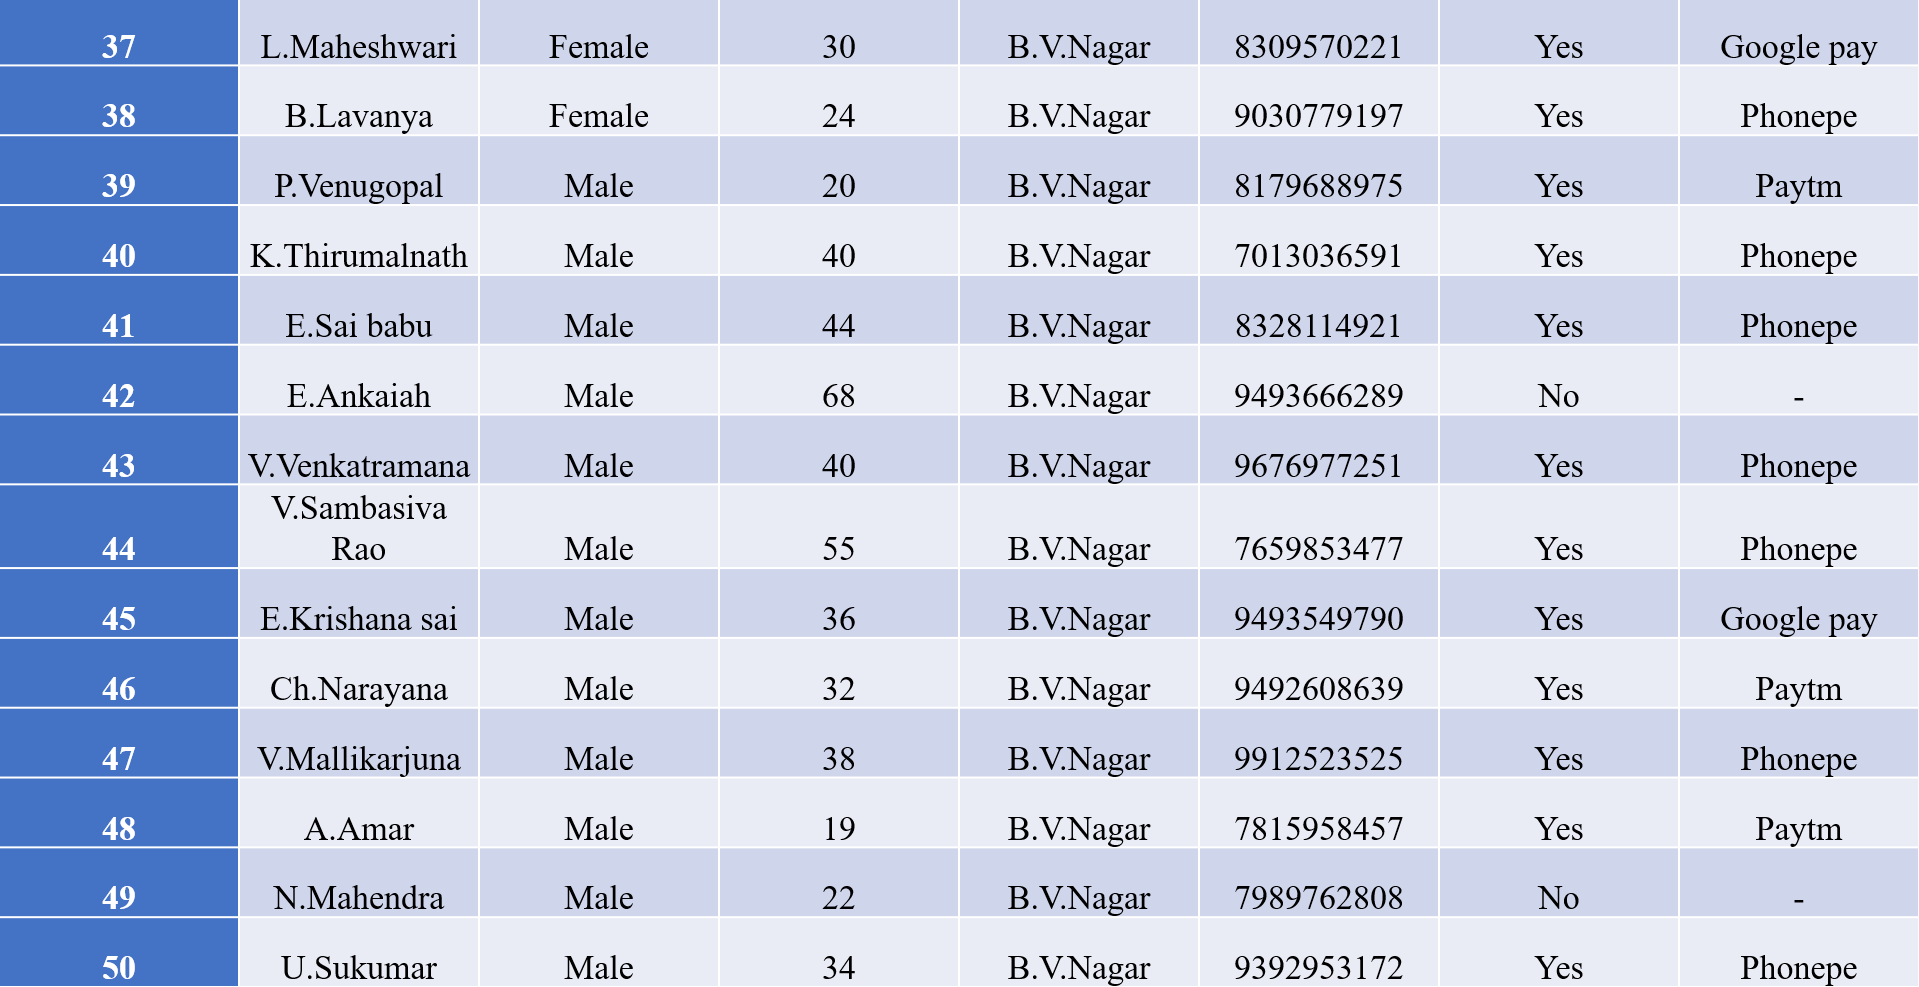 37 L.Maheshwari Female 30 B.V.Nagar 8309570221 Yes Google pay
38 B.Lavanya Female 24 B.V.Nagar 9030779197 Yes Phonepe
39 P.Venugopal Male 20 B.V.Nagar 8179688975 Yes Paytm
40 K.Thirumalnath Male 40 B.V.Nagar 7013036591 Yes Phonepe
41 E.Sai babu Male 44 B.V.Nagar 8328114921 Yes Phonepe
42 E.Ankaiah Male 68 B.V.Nagar 9493666289 No -
43 V.Venkatramana Male 40 B.V.Nagar 9676977251 Yes Phonepe
V.Sambasiva
44 Rao Male 55 B.V.Nagar 7659853477 Yes Phonepe
45 E.Krishana sai Male 36 B.V.Nagar 9493549790 Yes Google pay
46 Ch.Narayana Male 32 B.V.Nagar 9492608639 Yes Paytm
47 V.Mallikarjuna Male 38 B.V.Nagar 9912523525 Yes Phonepe
48 A.Amar Male 19 B.V.Nagar 7815958457 Yes Paytm
49 N.Mahendra Male 22 B.V.Nagar 7989762808 No -
50 U.Sukumar Male 34 B.V.Nagar 9392953172 Yes Phonepe